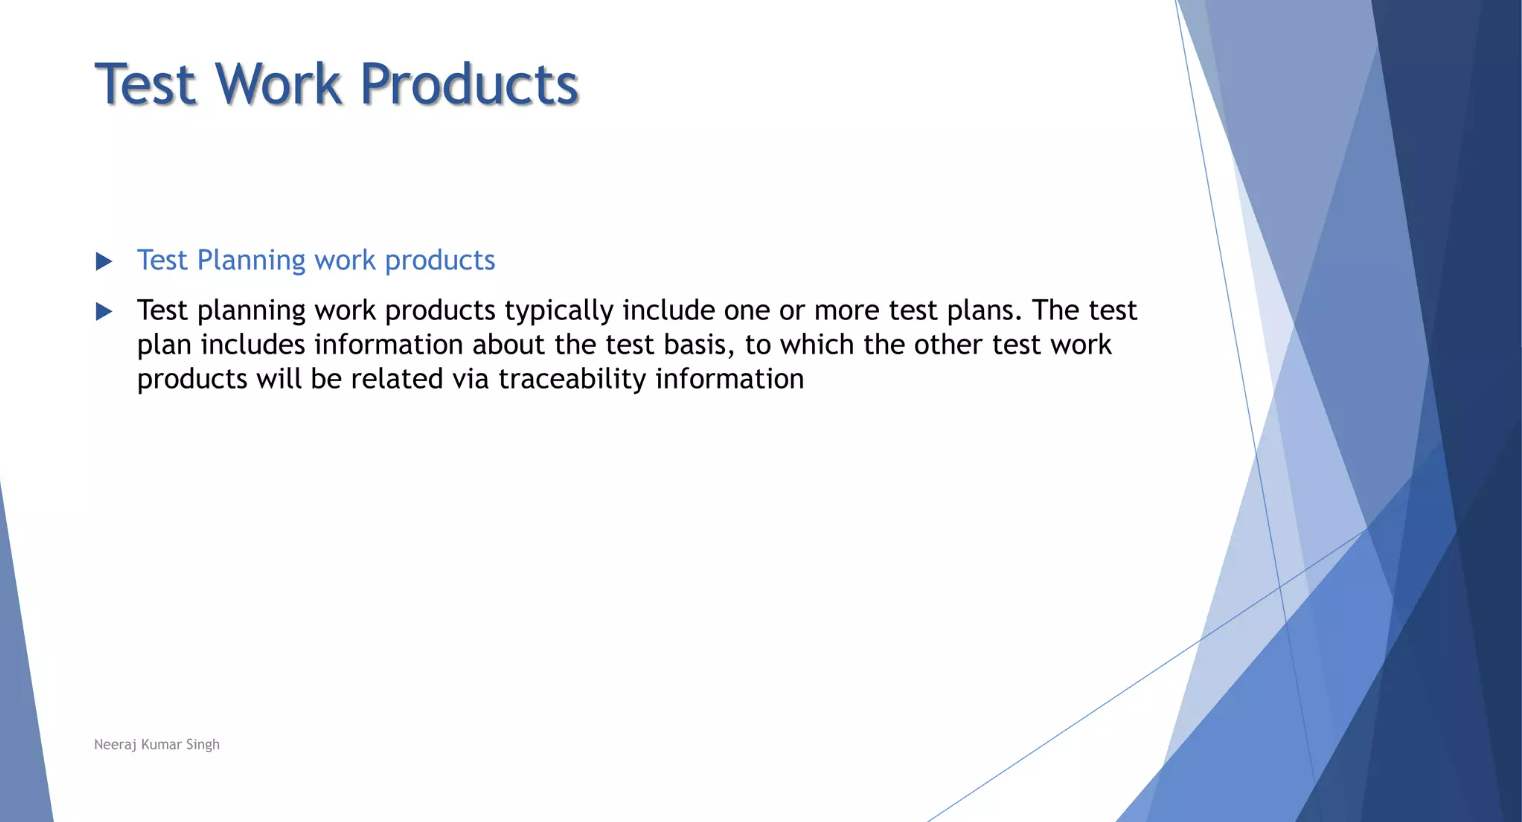 Test Work Products
Test Planning work products
Test planning work products typically include one or more test plans. The test
plan includes information about the test basis, to which the other test work
products will be related via traceability information
Neeraj Kumar Singh